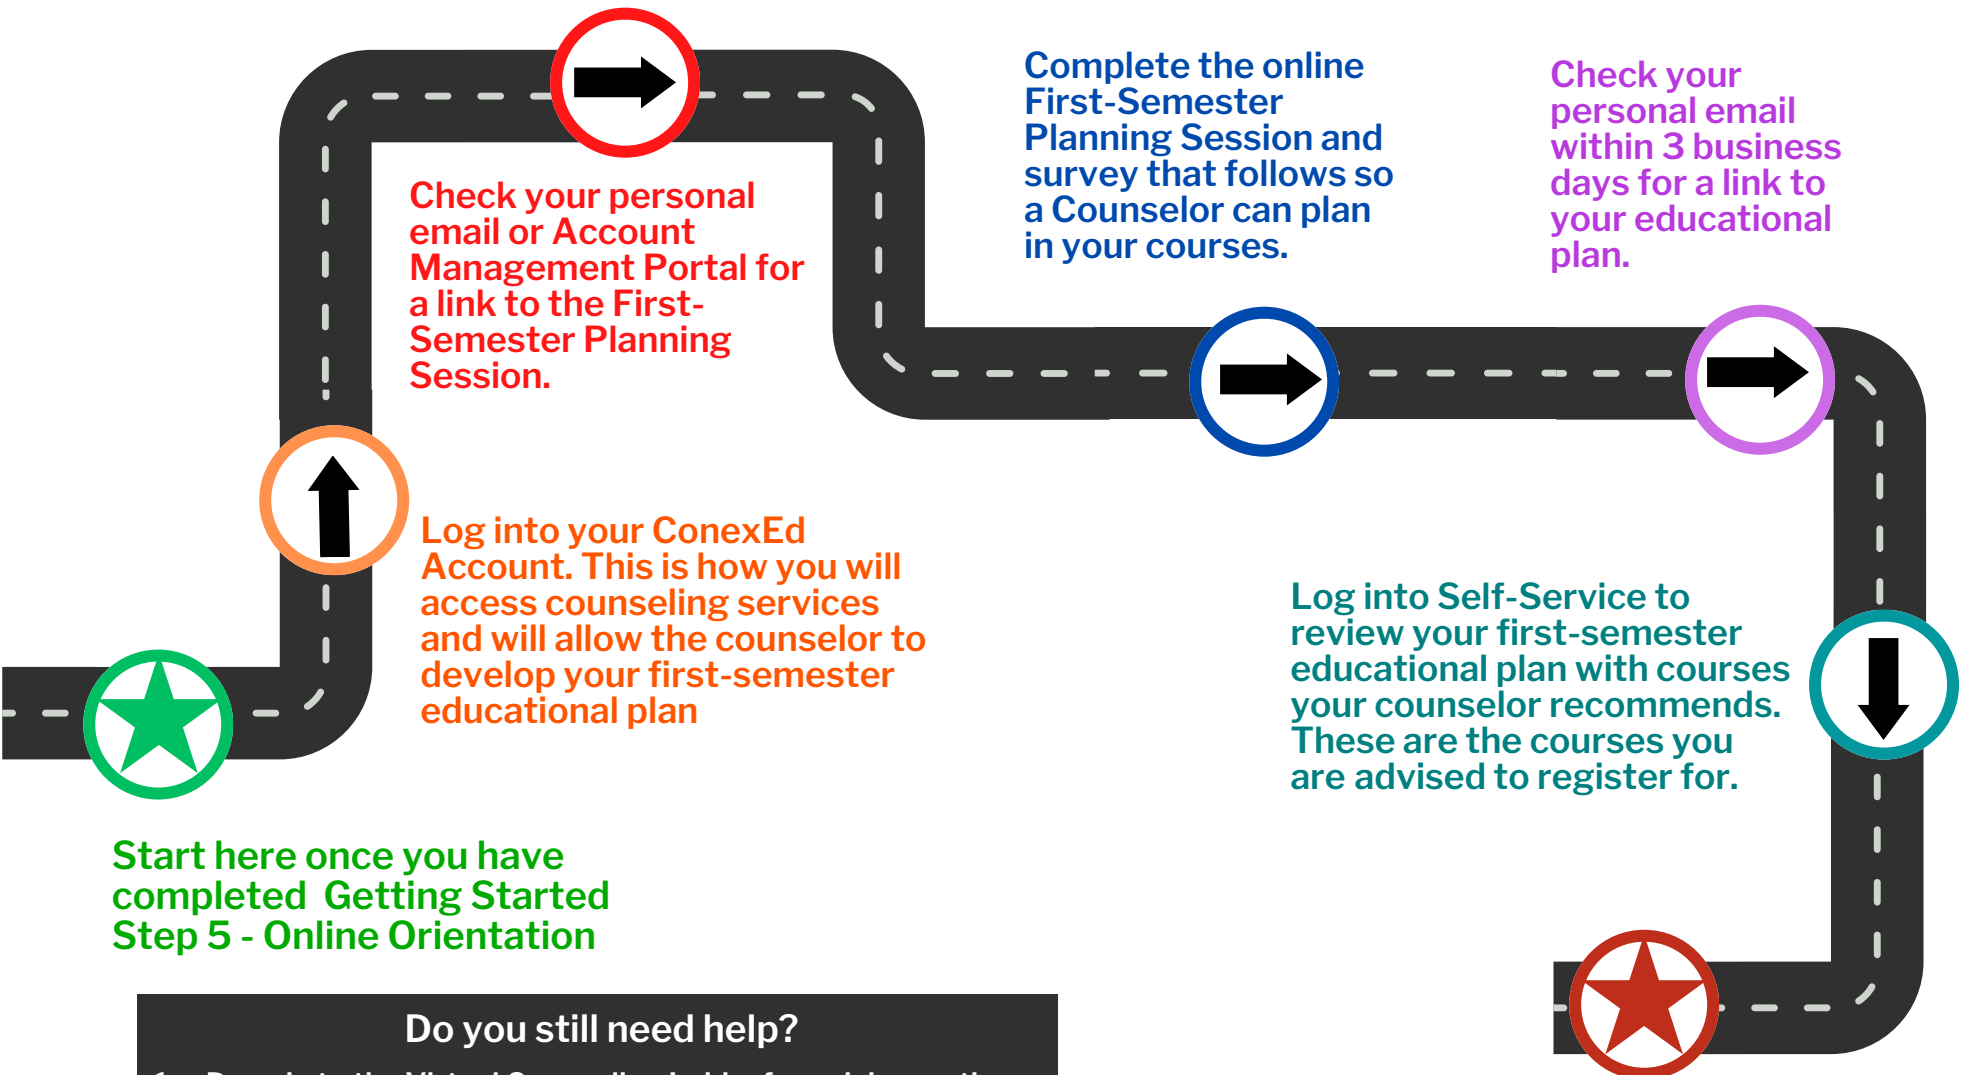 Check your personal
email or Account
Management Portal for
a link to the First-
Semester Planning
Session.
Complete the online
First-Semester
Planning Session and
survey that follows so
a Counselor can plan
in your courses.
Check your
personal email
within 3 business
days for a link to
your educational
plan.
Log into your ConexEd
Account. This is how you will
access counseling services
and will allow the counselor to
develop your first-semester
educational plan
Log into Self-Service to
review your first-semester
educational plan with courses
your counselor recommends.
These are the courses you
are advised to register for.
Start here once you have
completed  Getting Started
Step 5 - Online Orientation
Do you still need help?